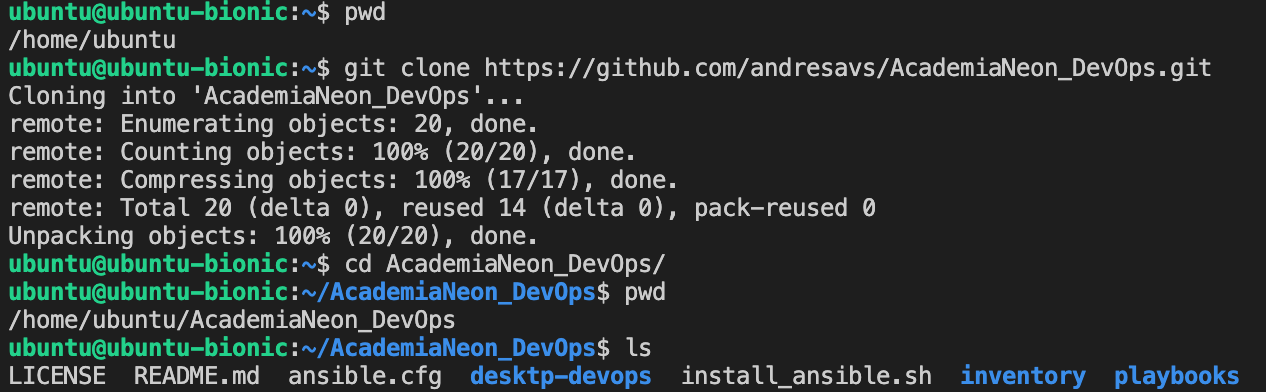 ubuntu@ubuntu-bionic:~$ pwd
/home/ubuntu
ubuntu@ubuntu-bionic:~$ git clone https://github.com/andresavs/AcademiaNeon_DevOps.git
Cloning into 'AcademiaNeon_DevOps'...
remote: Enumerating objects: 20, done.
remote: Counting objects: 100% (20/20), done.
remote: Compressing objects: 100% (17/17), done.
remote: Total 20 (delta 0), reused 14 (delta 0), pack-reused 0
Unpacking objects: 100% (20/20), done.
ubuntu@ubuntu-bionic:~$ cd AcademiaNeon_DevOps/
ubuntu@ubuntu-bionic:~/AcademiaNeon_DevOps$ pwd
/home/ubuntu/AcademiaNeon_DevOps
ubuntu@ubuntu-bionic:~/AcademiaNeon_DevOps$ ls
LICENSE  README.md  ansible.cfg  desktp-devops  install_ansible.sh  inventory  playbooks